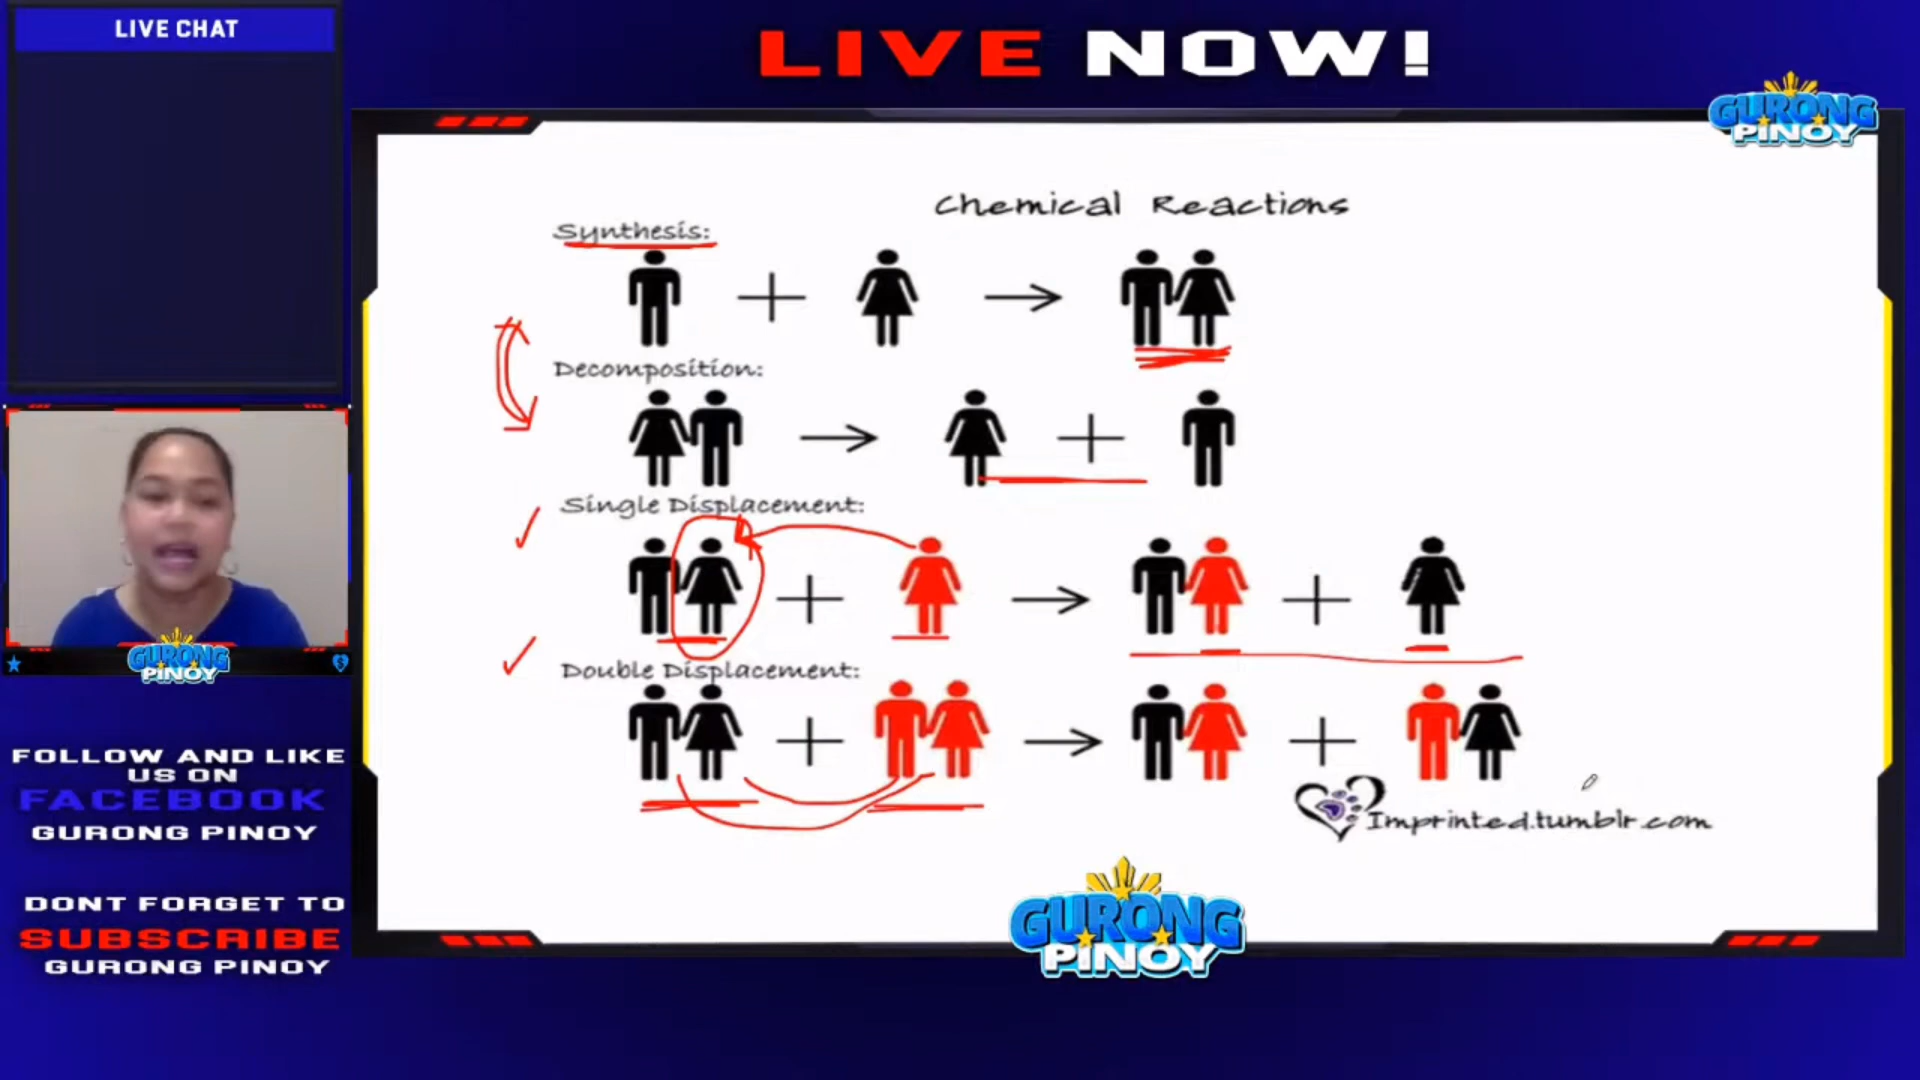 LIVE CHAT
LIVE NOW!
GURONG
PINOY
Chemical Reactions
Synthesis:
Decomposition:
Single Displacement:
Double Displacement:
Imprinted.tumblr.com
GURONG
PINOY
FOLLOW AND LIKE
US ON
FACEBOOK
GURONG PINOY
DONT FORGET TO
SUBSCRIBE
GURONG PINOY
GURONG
PINOY